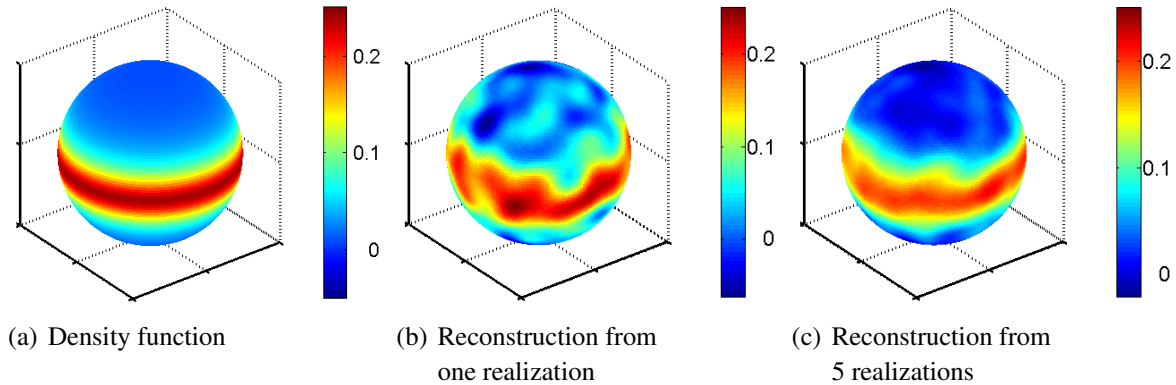 0.2
0.1
0
0.2
0.1
0
0.2
0.1
0
(a) Density function
(b) Reconstruction from
one realization
(c) Reconstruction from
5 realizations